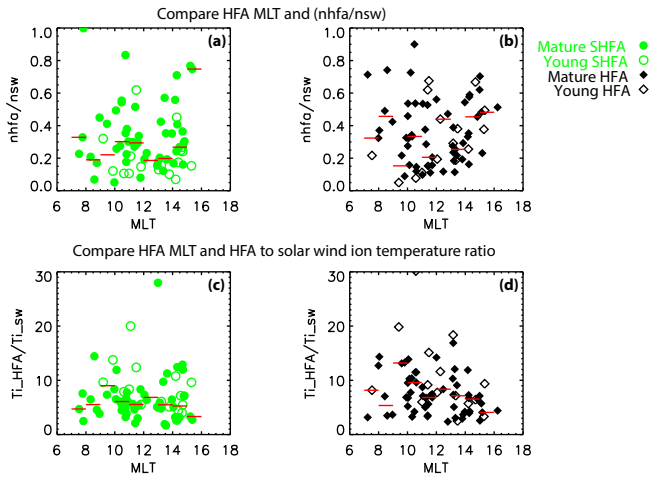 Compare HFA MLT and (nhfa/nsw)
(a)
(b)
Mature SHFA
Young SHFA
Mature HFA
Young HFA
1.0
0.8
0.6
0.4
0.2
0.0
nhfa/nsw
6 8 10 12 14 16 18
MLT
1.0
0.8
0.6
0.4
0.2
0.0
nhfa/nsw
6 8 10 12 14 16 18
MLT
Compare HFA MLT and HFA to solar wind ion temperature ratio
(c)
(d)
30
20
10
0
Ti_HFA/Ti_sw
6 8 10 12 14 16 18
MLT
30
20
10
0
Ti_HFA/Ti_sw
6 8 10 12 14 16 18
MLT